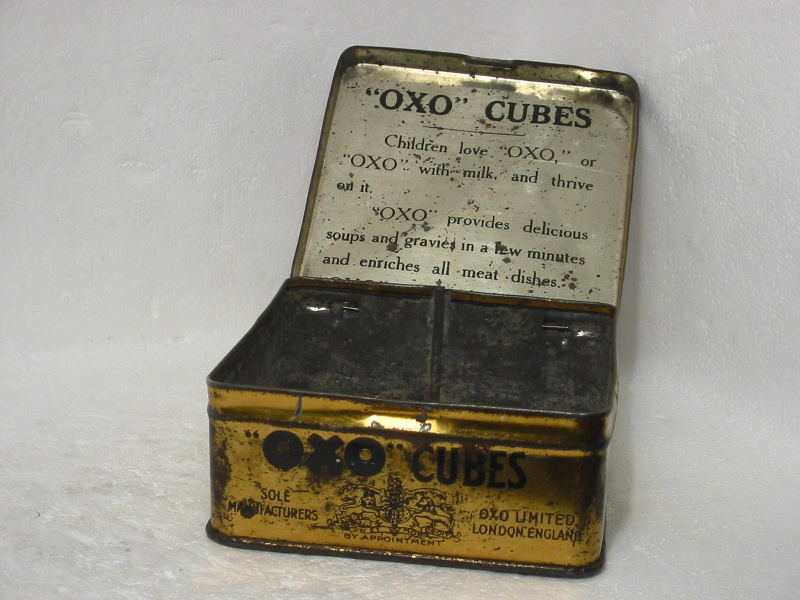 "OXO" CUBES
Children love "OXO," or
"OXO" with milk, and thrive
on it.
"OXO" provides delicious
soups and gravies in a few minutes
and enriches all meat dishes.
"OXO" CUBES
SOLE
MANUFACTURERS
BY APPOINTMENT
OXO LIMITED,
LONDON, ENGLAND